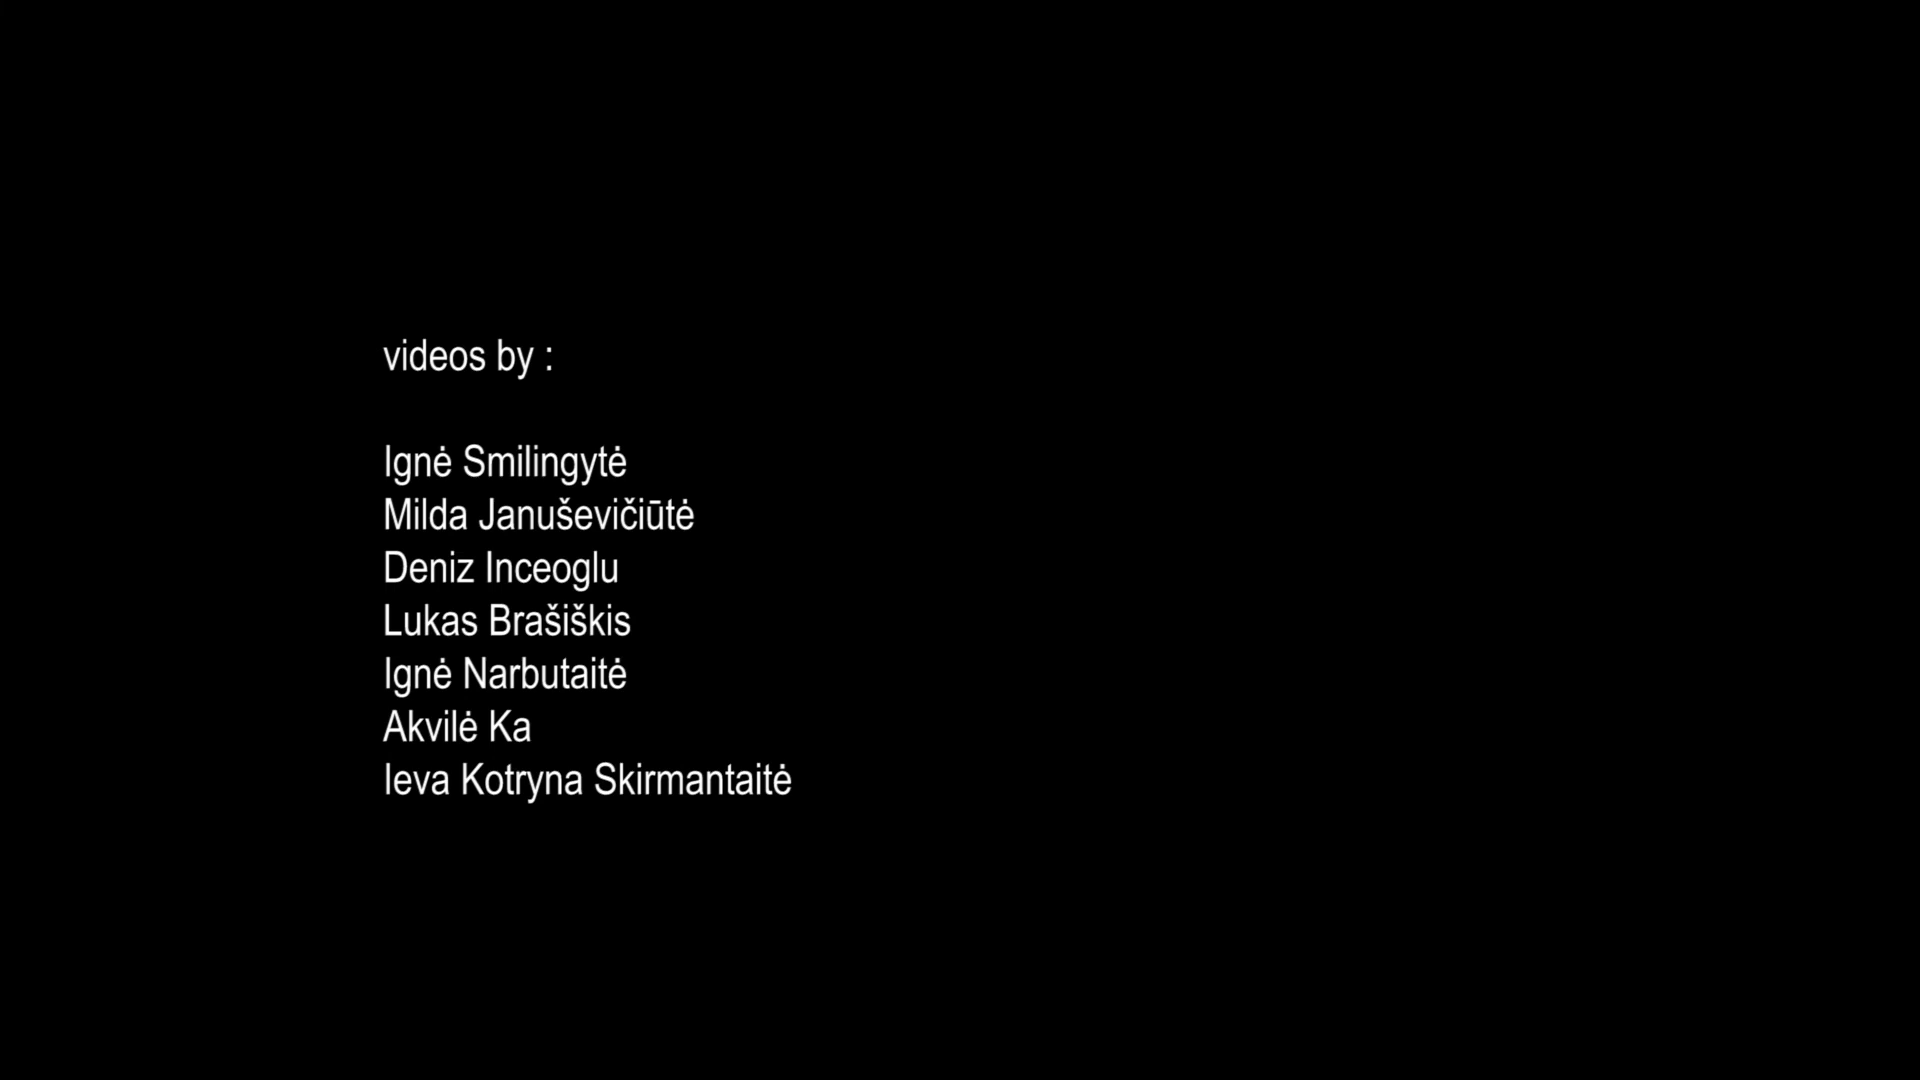 videos by :
Ignė Smilingytė
Milda Januševičiūtė
Deniz Inceoglu
Lukas Brašiškis
Ignė Narbutaitė
Akvilė Ka
Ieva Kotryna Skirmantaitė